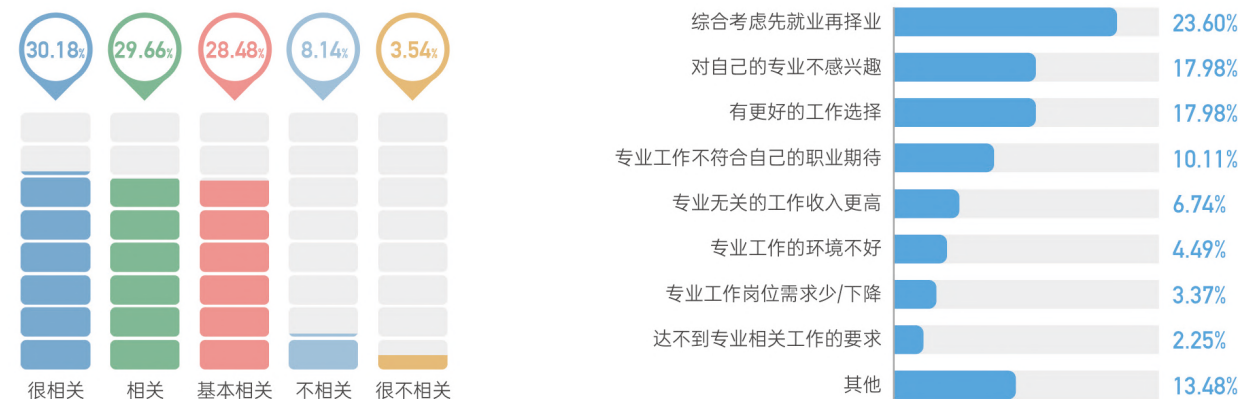 30.18% 29.66% 28.48% 8.14% 3.54%
很相关 相关 基本相关 不相关 很不相关
综合考虑先就业再择业 23.60%
对自己的专业不感兴趣 17.98%
有更好的工作选择 17.98%
专业工作不符合自己的职业期待 10.11%
专业无关的工作收入更高 6.74%
专业工作的环境不好 4.49%
专业工作岗位需求少/下降 3.37%
达不到专业相关工作的要求 2.25%
其他 13.48%